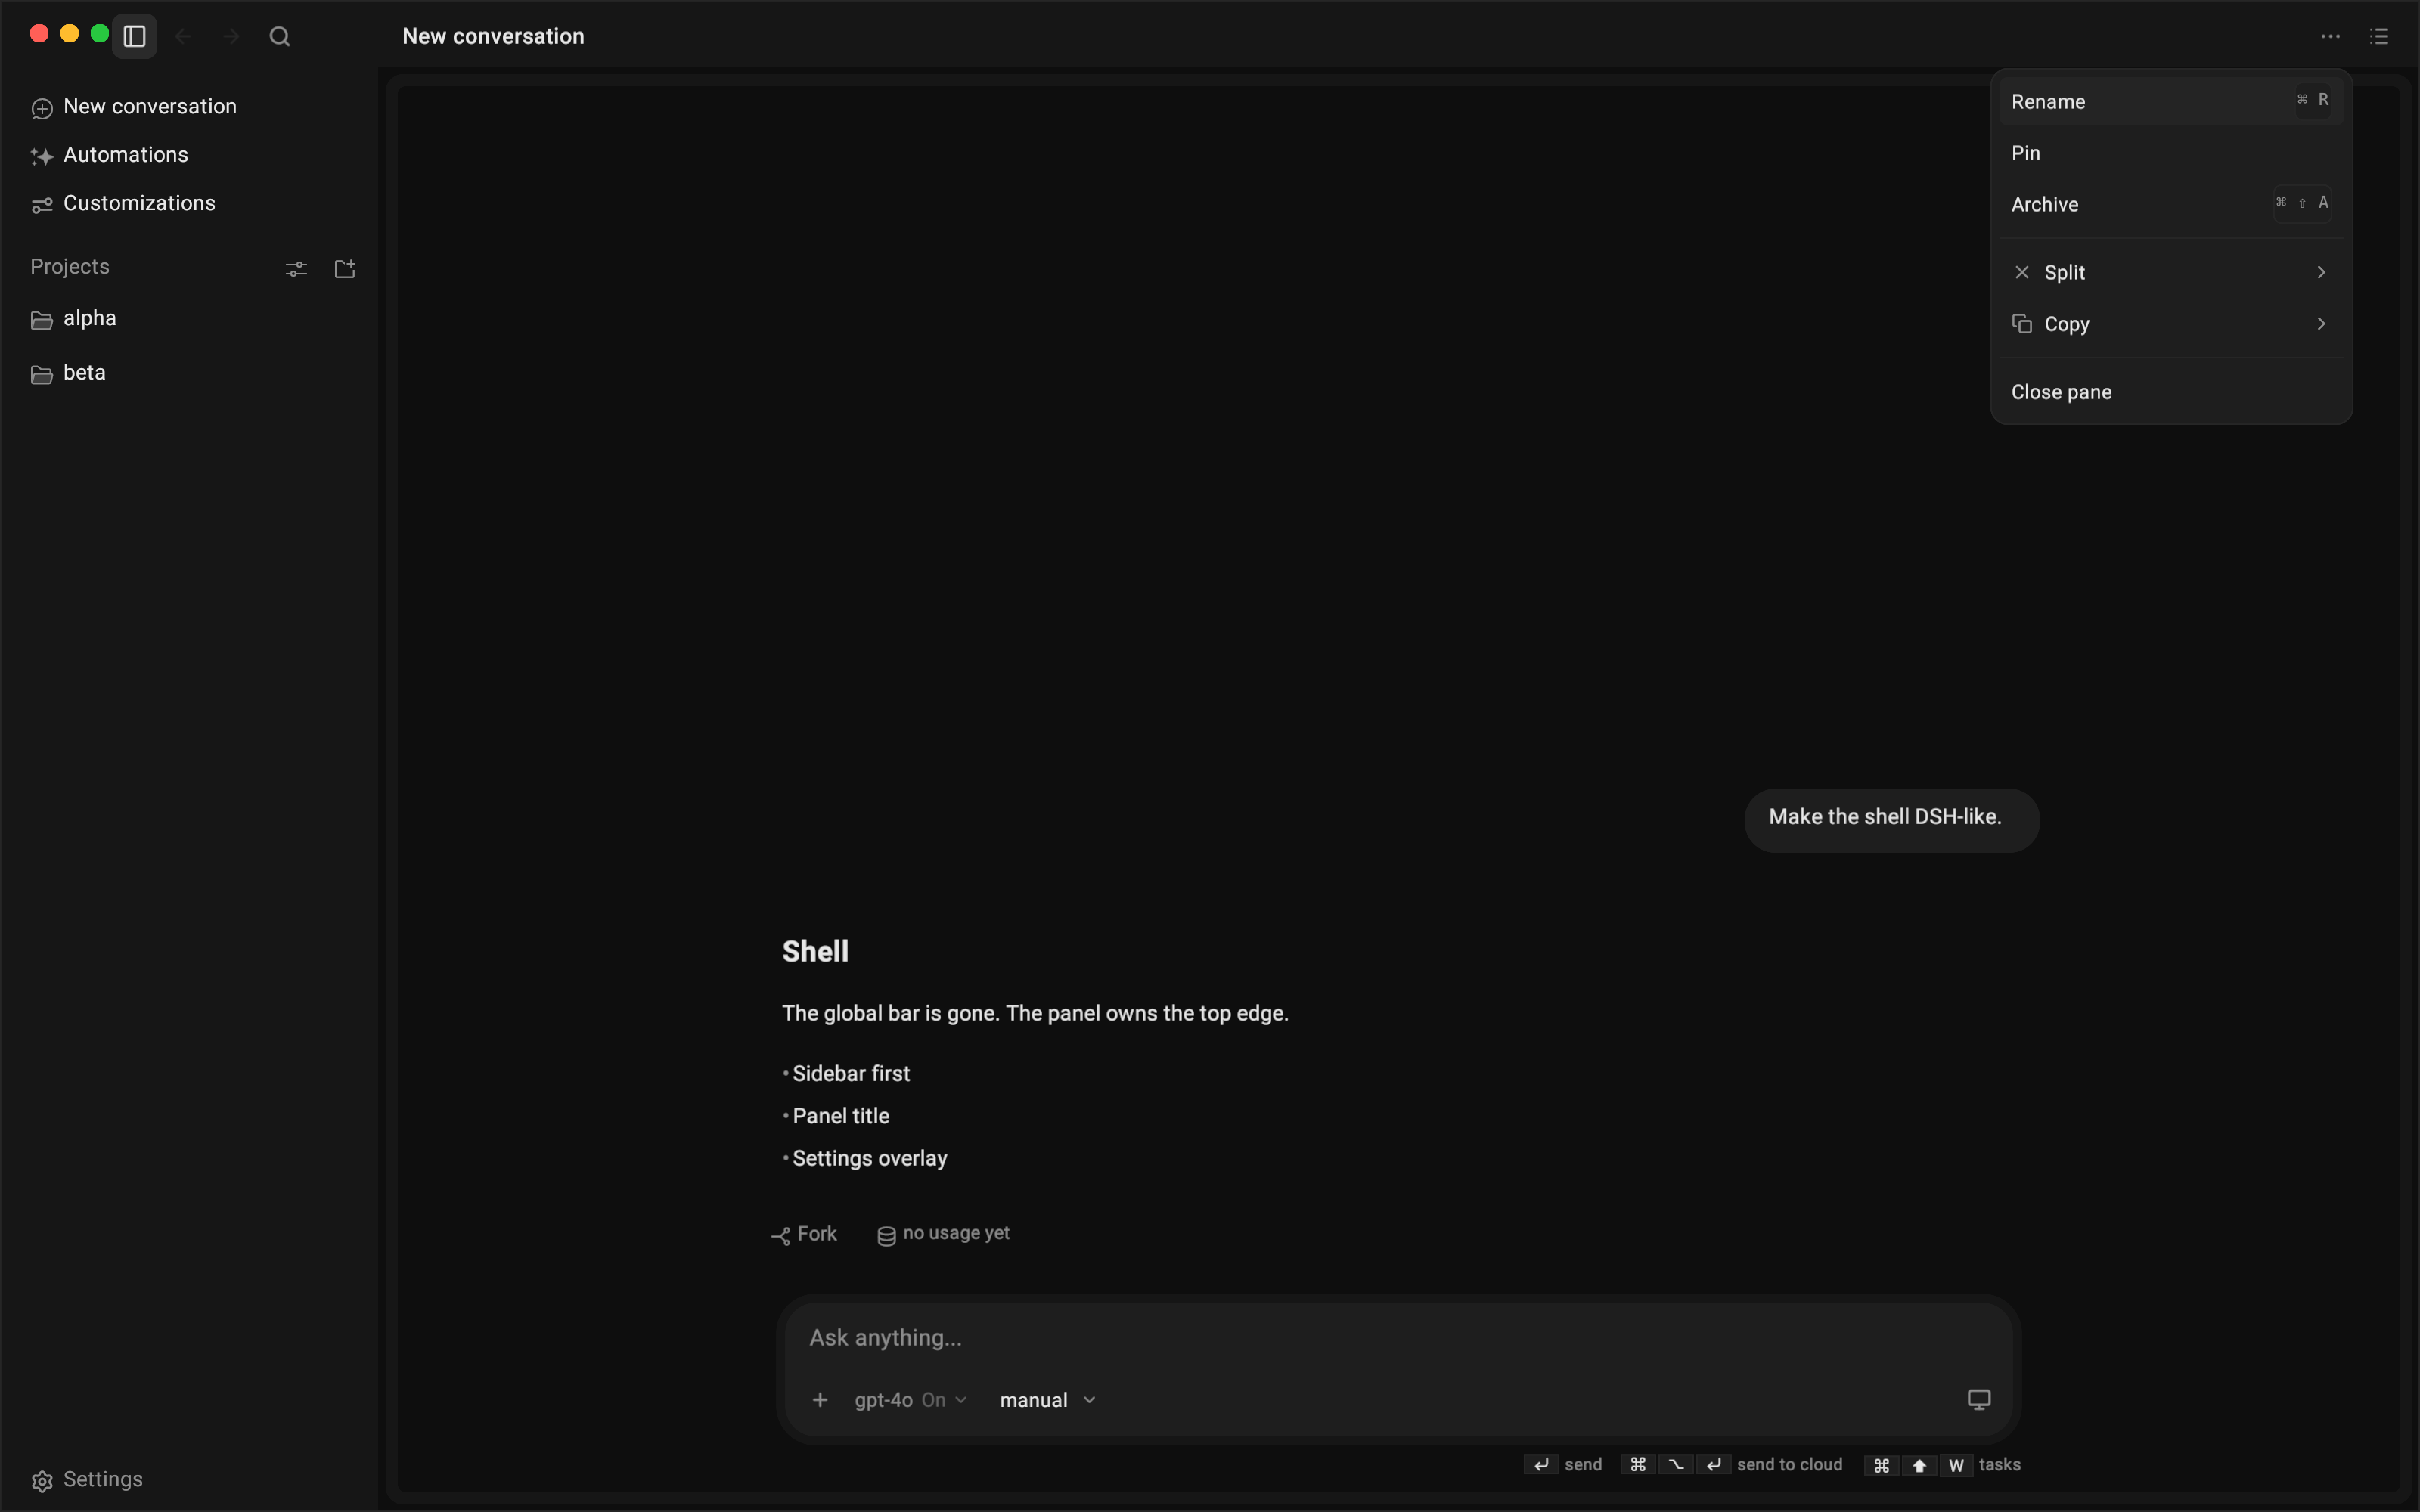 New conversation
New conversation
Automations
Customizations
Projects
alpha
beta
Settings
Rename ⌘ R
Pin
Archive ⌘ ⇧ A
Split
Copy
Close pane
Make the shell DSH-like.
Shell
The global bar is gone. The panel owns the top edge.
• Sidebar first
• Panel title
• Settings overlay
Fork no usage yet
Ask anything...
gpt-4o On manual
↵ send ⌘ ⌥ ↵ send to cloud ⌘ ⬆ W tasks